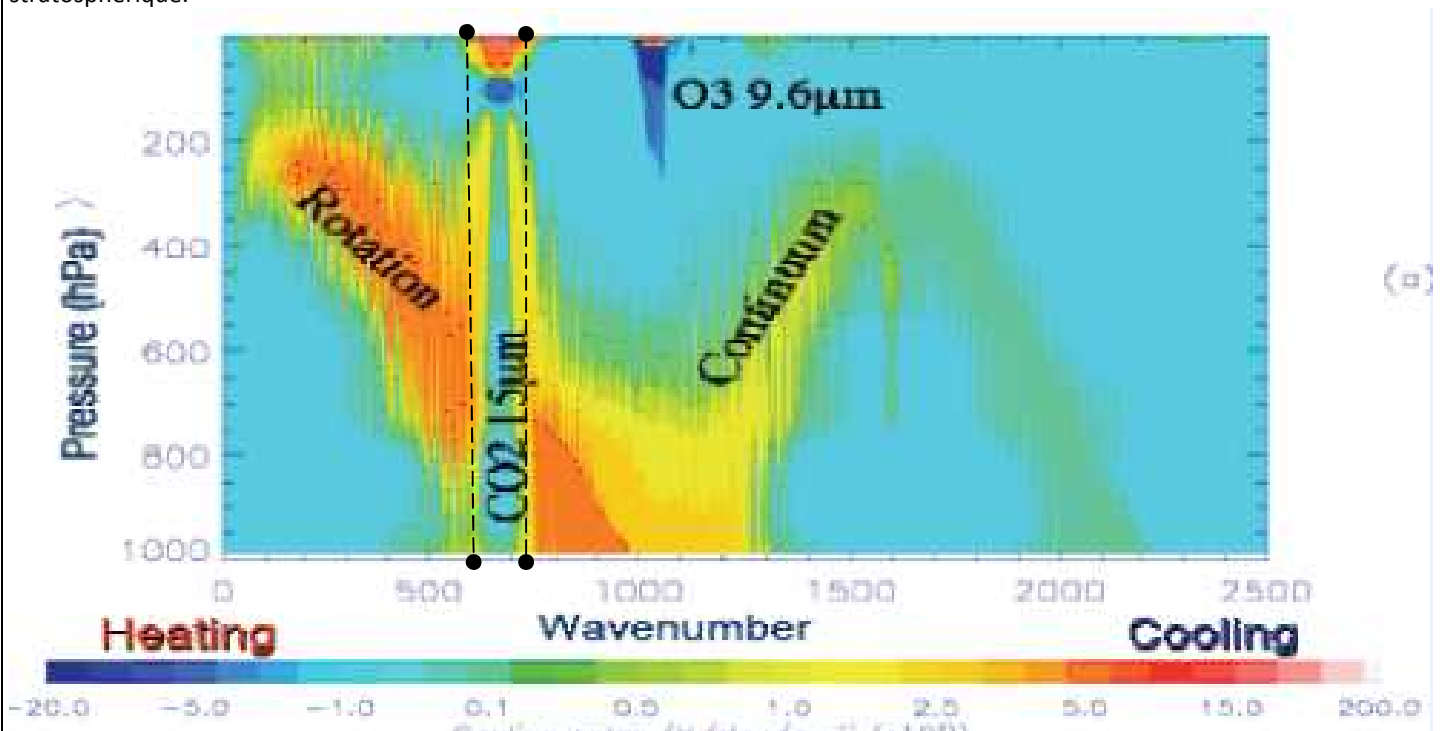 stratosphérique.
O3 9.6µm
200
Rotation
400
Continuum
600
800
1000
CO2 15µm
Pressure (hPa)
(a)
0 500 1000 1500 2000 2500
Wavenumber
Heating
Cooling
-20.0 -5.0 -1.0 0.1 0.5 1.0 2.5 5.0 15.0 200.0